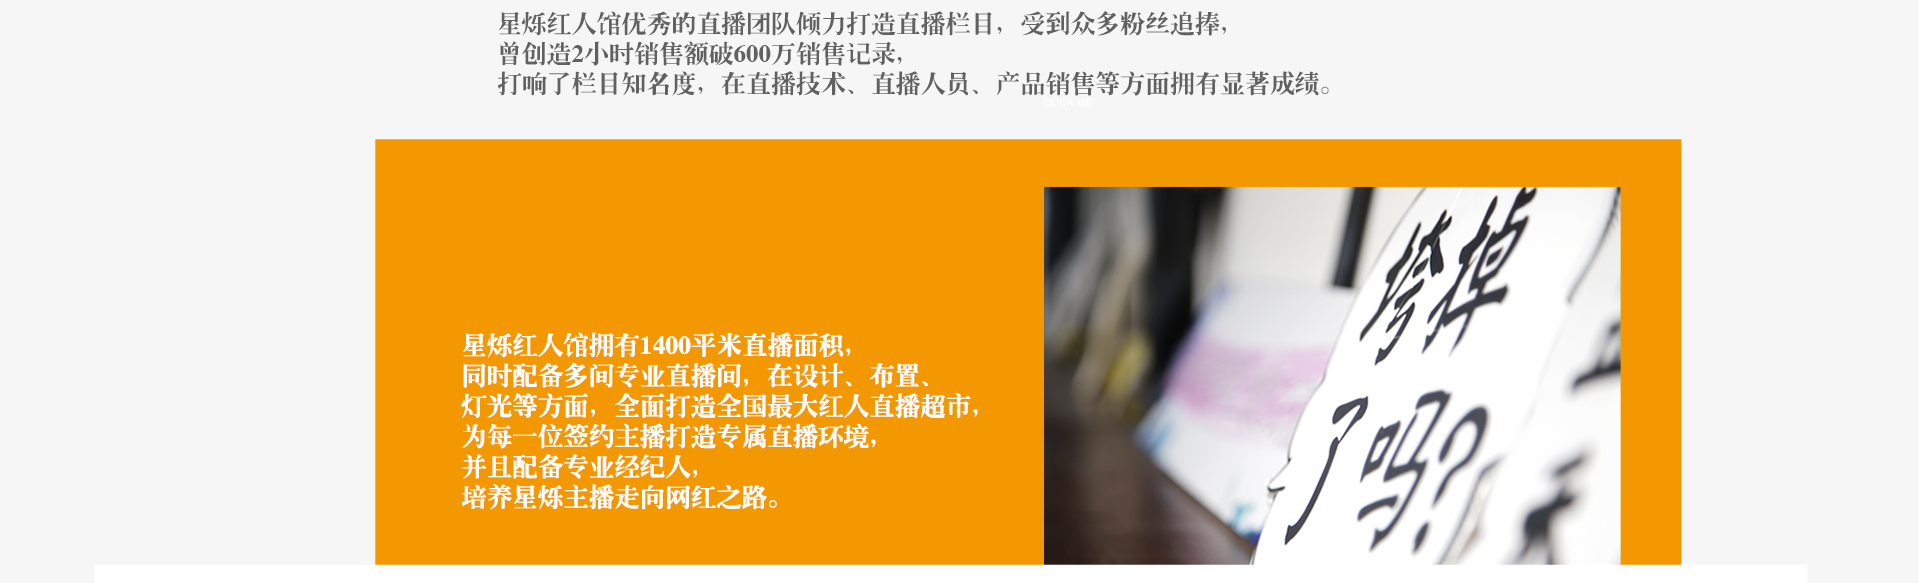 星烁红人馆优秀的直播团队倾力打造直播栏目，受到众多粉丝追捧，
曾创造2小时销售额破600万销售记录，
打响了栏目知名度，在直播技术、直播人员、产品销售等方面拥有显著成绩。
CLICK ME
星烁红人馆拥有1400平米直播面积，
同时配备多间专业直播间，在设计、布置、
灯光等方面，全面打造全国最大红人直播超市，
为每一位签约主播打造专属直播环境，
并且配备专业经纪人，
培养星烁主播走向网红之路。
垮掉
了吗?